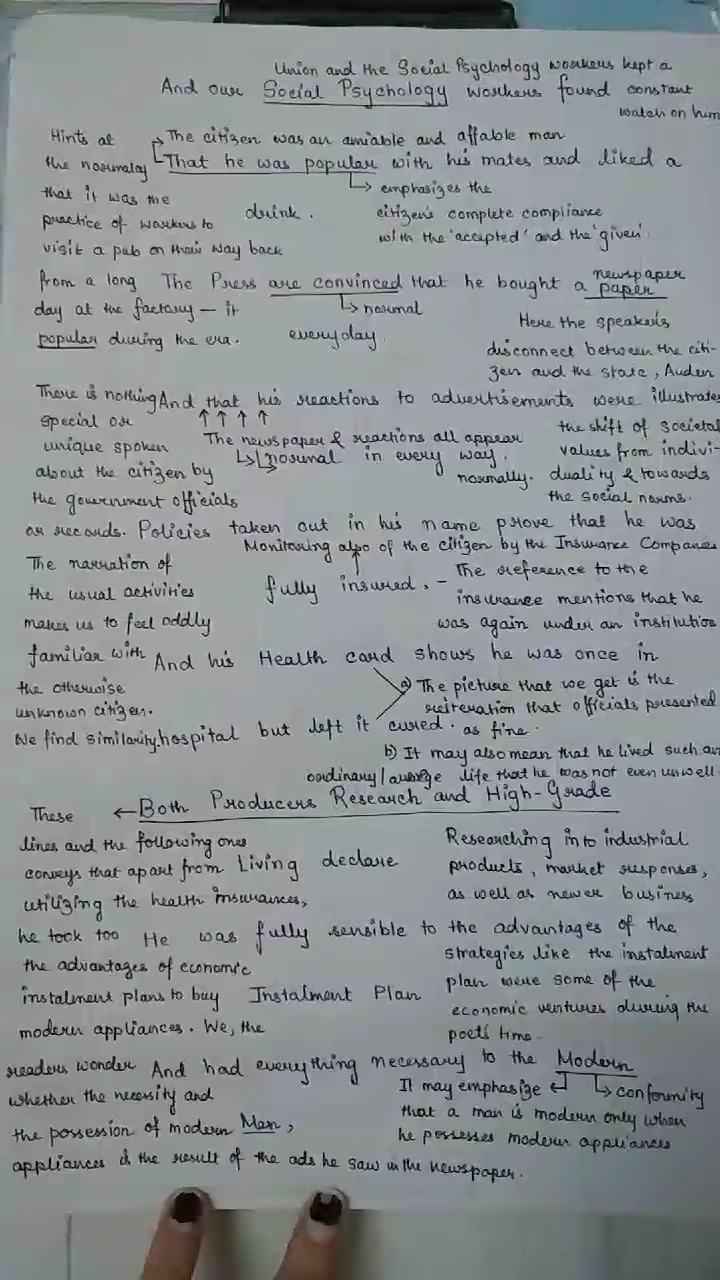 Union and the Social Psychology workers kept a
And our Social Psychology workers found constant
watch on him
Hints at The citizen was an amiable and affable man
the normalcy That he was popular with his mates and liked a
that it was the emphasizes the
practice of workers to drink. citizen's complete compliance
visit a pub on their way back with the 'accepted' and the 'given'.
from a long The Press are convinced that he bought a newspaper paper
day at the factory — it normal Here the speaker's
popular during the era. everyday. disconnect between the citi-
zen and the state, Auden
There is nothing And that his reactions to advertisements were illustrates
special or the shift of societal
unique spoken The newspaper & reactions all appear values from indivi-
about the citizen by normal in every way. normally. duality & towards
the government officials the social norms.
or records. Policies taken out in his name prove that he was
Monitoring also of the citizen by the Insurance Companies
The narration of fully insured. – The reference to the
the usual activities insurance mentions that he
makes us to feel oddly was again under an institution
familiar with And his Health card shows he was once in
the otherwise a) The picture that we get is the
unknown citizen. reiteration that officials presented
We find similarity. hospital but left it cured. as fine.
b) It may also mean that he lived such an
ordinary/average life that he was not even unwell
These ← Both Producers Research and High-Grade
lines and the following ones Researching into industrial
conveys that apart from Living declare products, market responses,
utilizing the health insurances, as well as newer business
he took too He was fully sensible to the advantages of the
the advantages of economic strategies like the instalment
instalment plans to buy Instalment Plan plan were some of the
modern appliances. We, the economic ventures during the
poet's time.
readers wonder And had everything necessary to the Modern
whether the necessity and It may emphasize conformity
the possession of modern Man, that a man is modern only when
he possesses modern appliances
appliances is the result of the ads he saw in the newspaper.